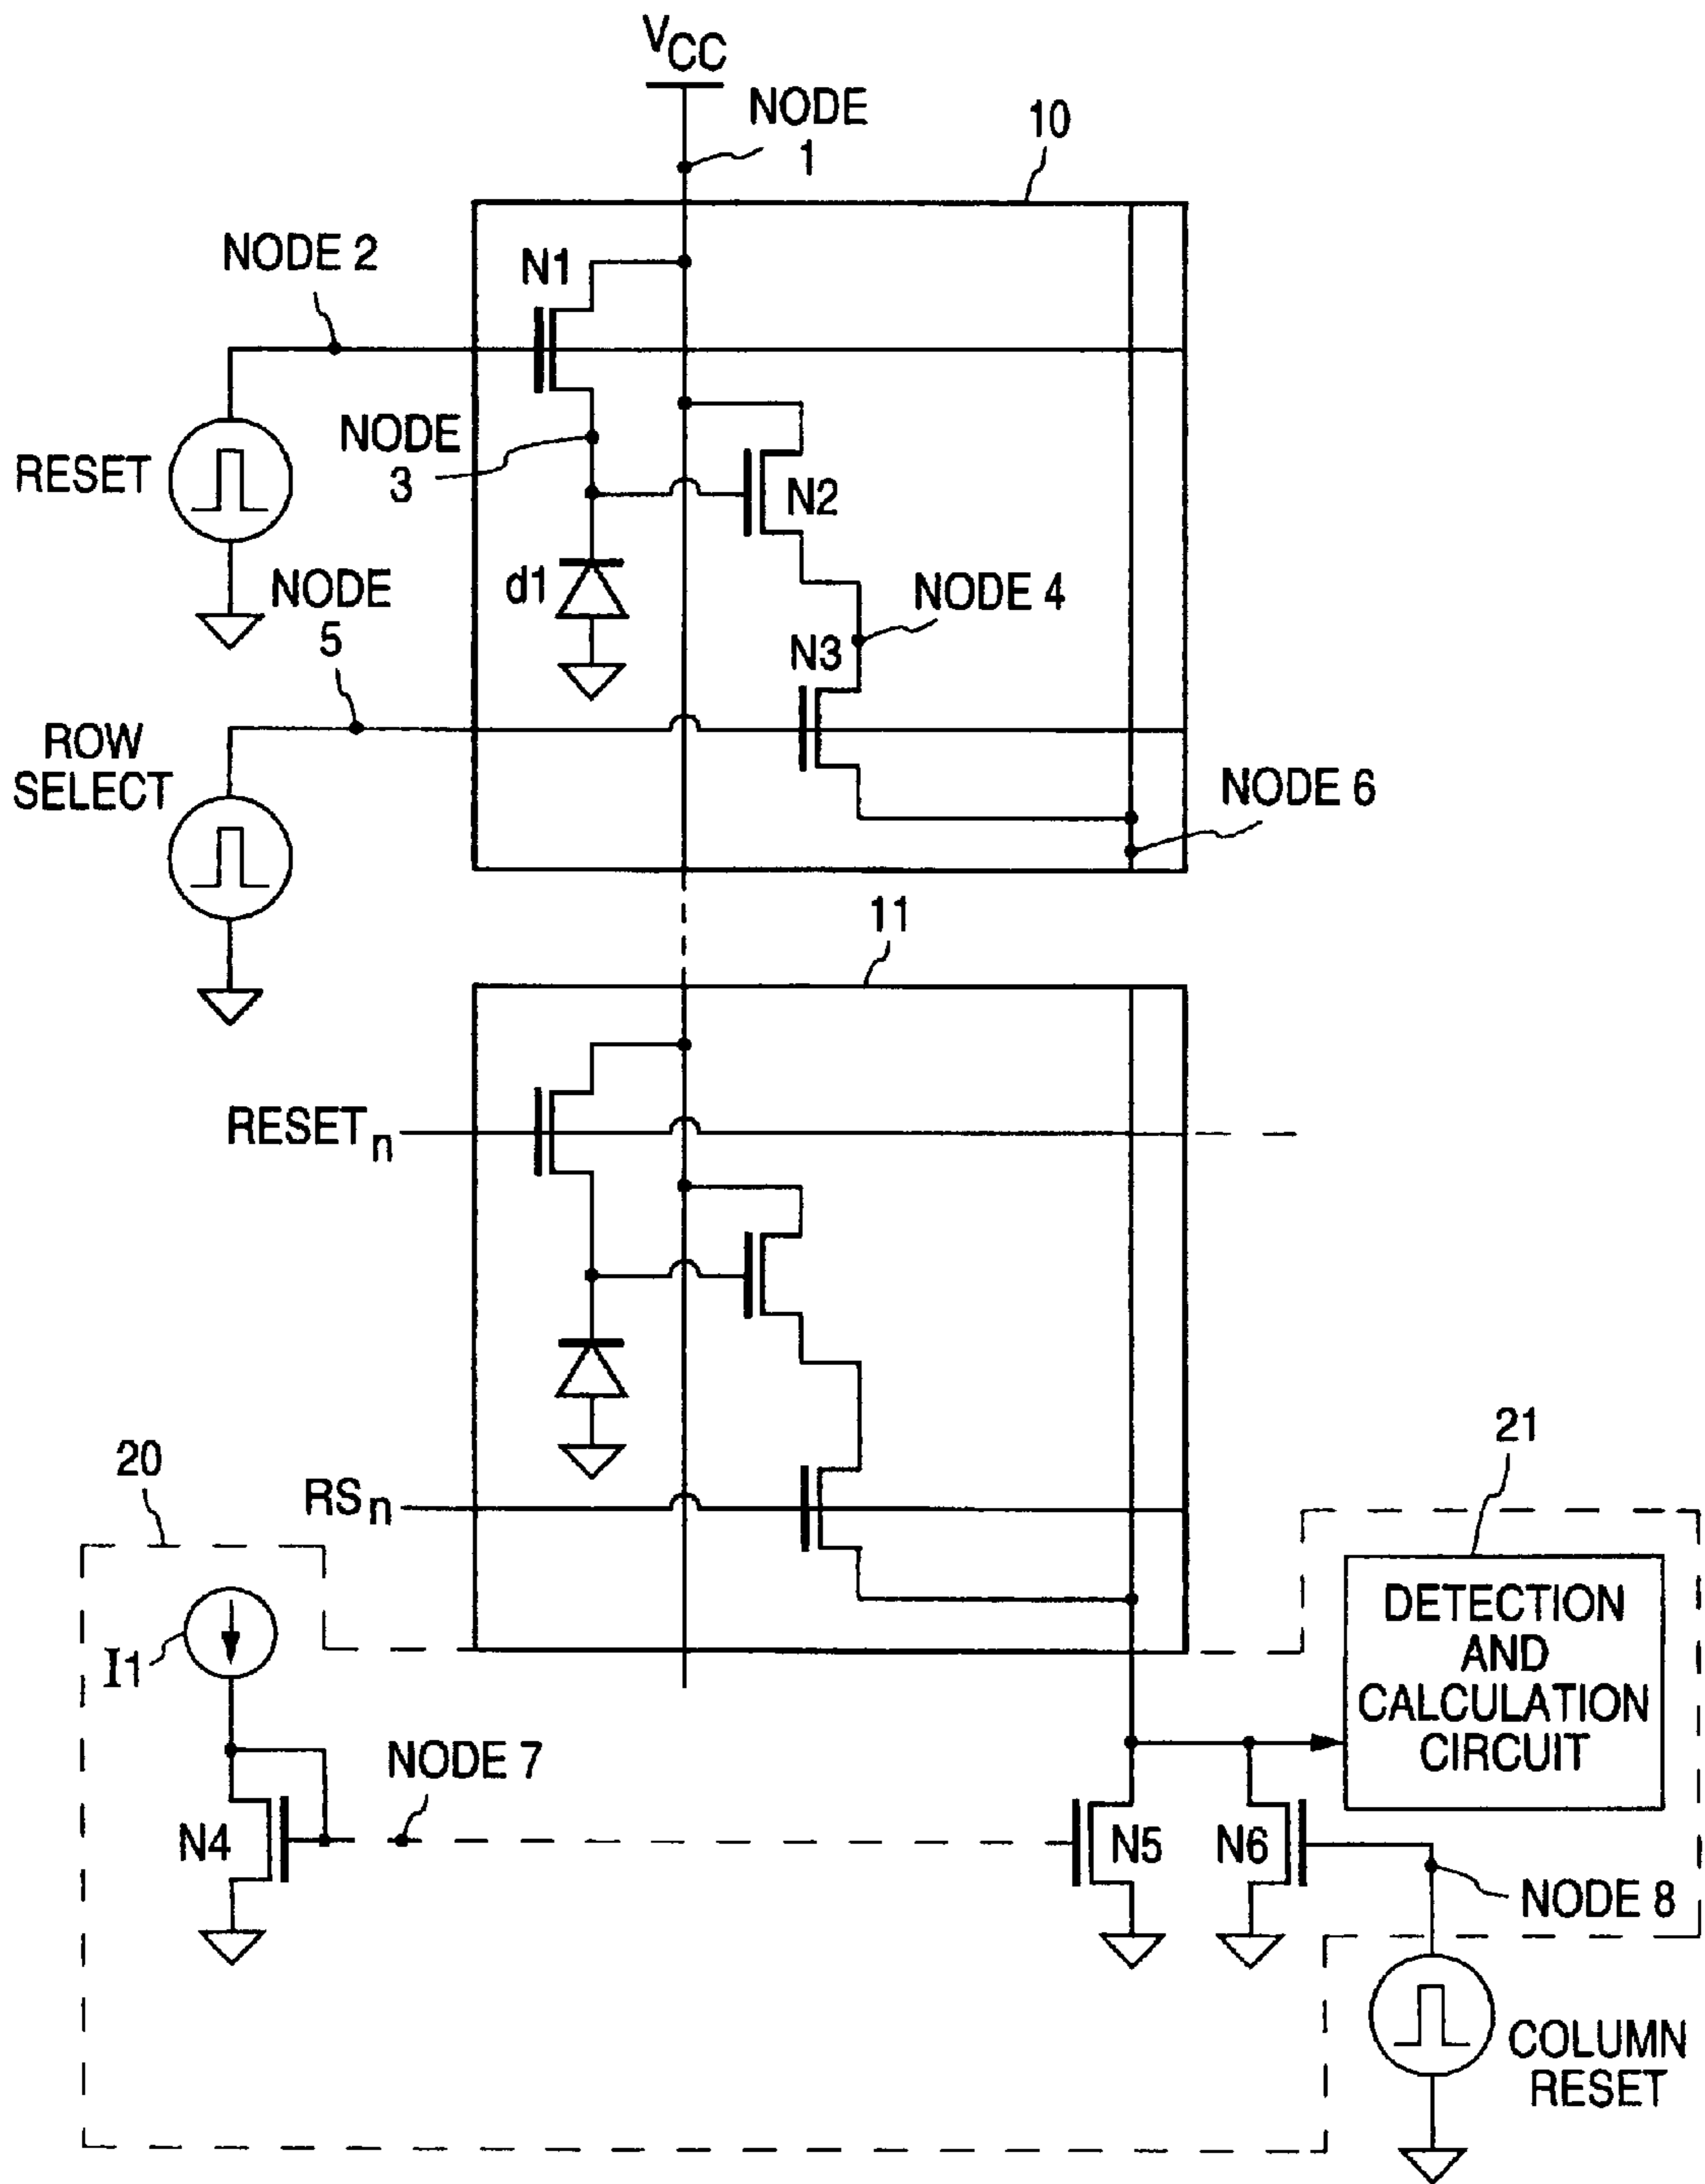 VCC
NODE
1
10
NODE 2
N1
NODE
3
RESET
N2
NODE
5
d1
NODE 4
N3
ROW
SELECT
NODE 6
11
RESETn
20
RSn
21
DETECTION
AND
CALCULATION
CIRCUIT
I1
NODE 7
N4
N5
N6
NODE 8
COLUMN
RESET